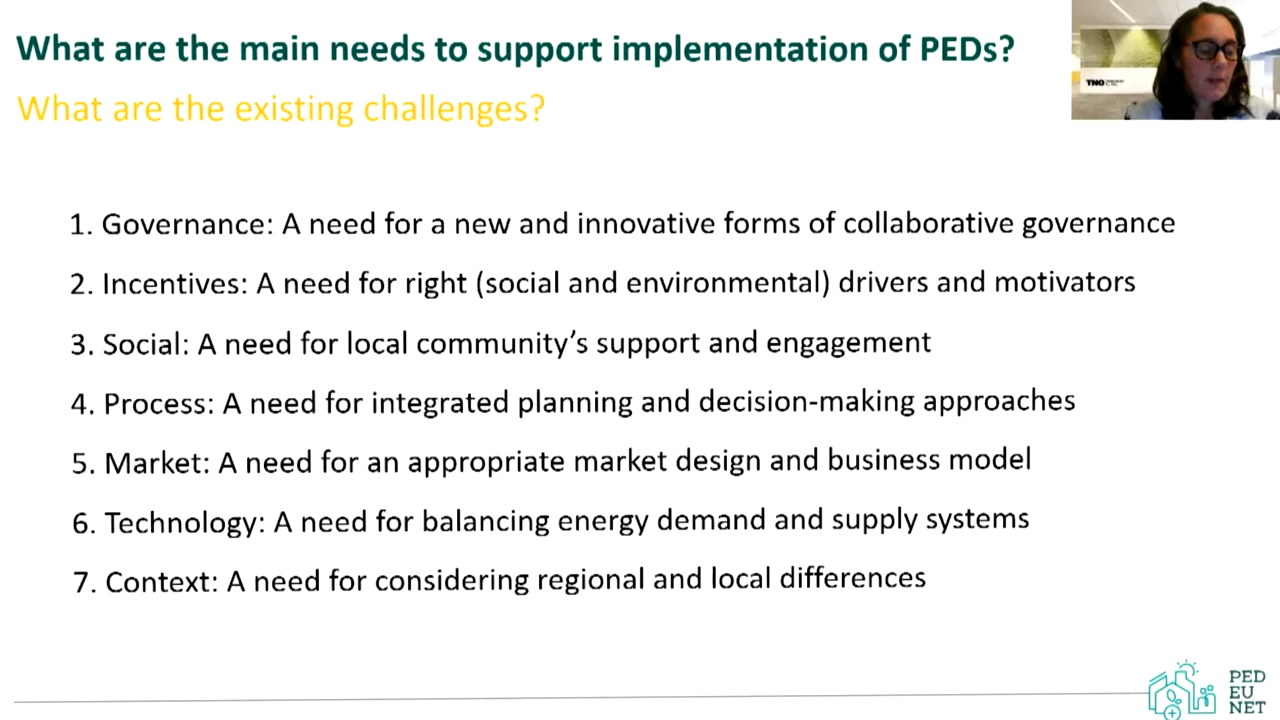 What are the main needs to support implementation of PEDs?
What are the existing challenges?
TNO
1. Governance: A need for a new and innovative forms of collaborative governance
2. Incentives: A need for right (social and environmental) drivers and motivators
3. Social: A need for local community’s support and engagement
4. Process: A need for integrated planning and decision-making approaches
5. Market: A need for an appropriate market design and business model
6. Technology: A need for balancing energy demand and supply systems
7. Context: A need for considering regional and local differences
PED
EU
NET